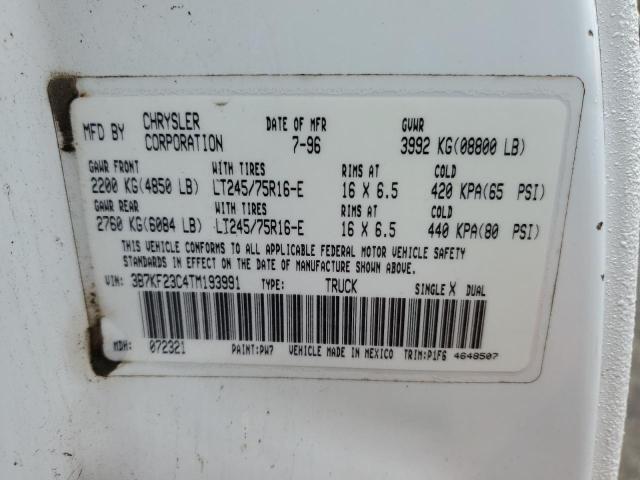 MFD BY CHRYSLER CORPORATION DATE OF MFR 7-96 GVWR 3992 KG(08800 LB)
GAWR FRONT WITH TIRES RIMS AT COLD
2200 KG(4850 LB) LT245/75R16-E 16 X 6.5 420 KPA(65 PSI)
GAWR REAR WITH TIRES RIMS AT COLD
2760 KG(6084 LB) LT245/75R16-E 16 X 6.5 440 KPA(80 PSI)
THIS VEHICLE CONFORMS TO ALL APPLICABLE FEDERAL MOTOR VEHICLE SAFETY
STANDARDS IN EFFECT ON THE DATE OF MANUFACTURE SHOWN ABOVE.
VIN: 3B7KF23C4TM193991 TYPE: TRUCK SINGLE X DUAL
MDH: 072321 PAINT:PW7 VEHICLE MADE IN MEXICO TRIM:P1F6 4648507